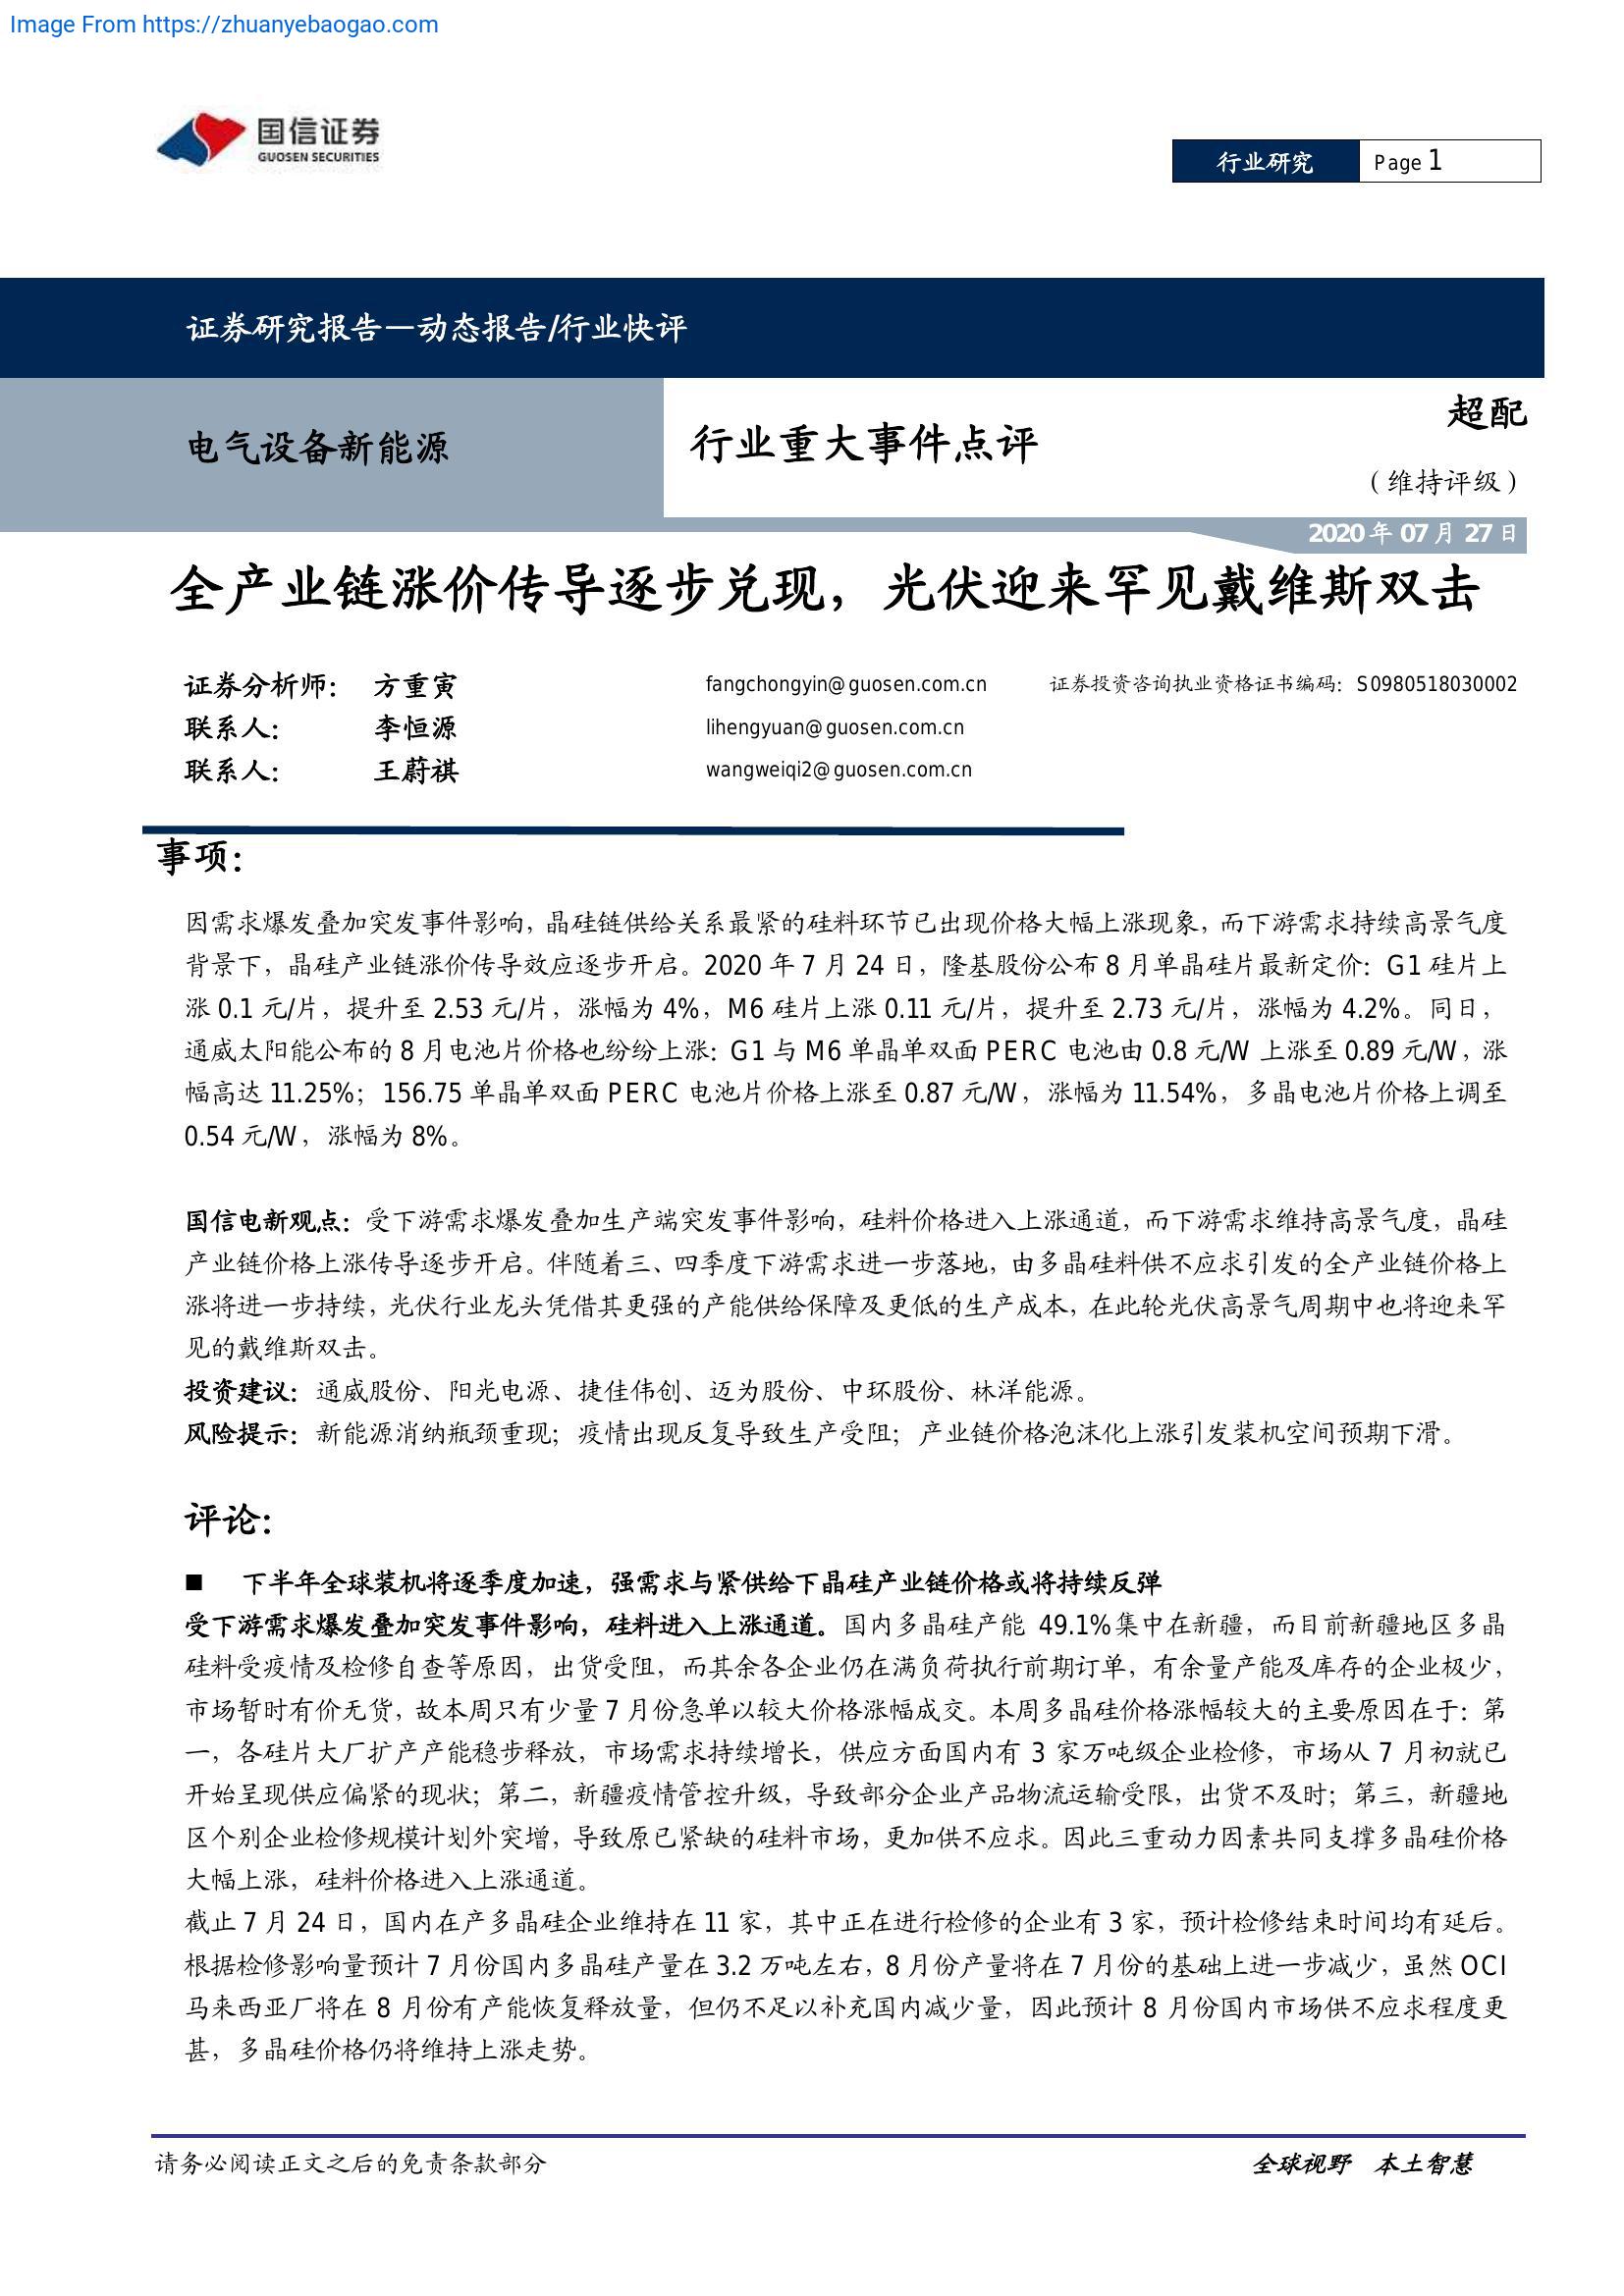 Image From https://zhuanyebaogao.com
国信证券
GUOSEN SECURITIES
行业研究 Page 1
证券研究报告—动态报告/行业快评
电气设备新能源
行业重大事件点评
超配
（维持评级）
2020 年 07 月 27 日
全产业链涨价传导逐步兑现，光伏迎来罕见戴维斯双击
证券分析师： 方重寅 fangchongyin@guosen.com.cn 证券投资咨询执业资格证书编码：S0980518030002
联系人： 李恒源 lihengyuan@guosen.com.cn
联系人： 王蔚祺 wangweiqi2@guosen.com.cn
事项：
因需求爆发叠加突发事件影响，晶硅链供给关系最紧的硅料环节已出现价格大幅上涨现象，而下游需求持续高景气度
背景下，晶硅产业链涨价传导效应逐步开启。2020 年 7 月 24 日，隆基股份公布 8 月单晶硅片最新定价：G1 硅片上
涨 0.1 元/片，提升至 2.53 元/片，涨幅为 4%，M6 硅片上涨 0.11 元/片，提升至 2.73 元/片，涨幅为 4.2%。同日，
通威太阳能公布的 8 月电池片价格也纷纷上涨：G1 与 M6 单晶单双面 PERC 电池由 0.8 元/W 上涨至 0.89 元/W，涨
幅高达 11.25%；156.75 单晶单双面 PERC 电池片价格上涨至 0.87 元/W，涨幅为 11.54%，多晶电池片价格上调至
0.54 元/W，涨幅为 8%。
国信电新观点：受下游需求爆发叠加生产端突发事件影响，硅料价格进入上涨通道，而下游需求维持高景气度，晶硅
产业链价格上涨传导逐步开启。伴随着三、四季度下游需求进一步落地，由多晶硅料供不应求引发的全产业链价格上
涨将进一步持续，光伏行业龙头凭借其更强的产能供给保障及更低的生产成本，在此轮光伏高景气周期中也将迎来罕
见的戴维斯双击。
投资建议：通威股份、阳光电源、捷佳伟创、迈为股份、中环股份、林洋能源。
风险提示：新能源消纳瓶颈重现；疫情出现反复导致生产受阻；产业链价格泡沫化上涨引发装机空间预期下滑。
评论：
■ 下半年全球装机将逐季度加速，强需求与紧供给下晶硅产业链价格或将持续反弹
受下游需求爆发叠加突发事件影响，硅料进入上涨通道。国内多晶硅产能 49.1%集中在新疆，而目前新疆地区多晶
硅料受疫情及检修自查等原因，出货受阻，而其余各企业仍在满负荷执行前期订单，有余量产能及库存的企业极少，
市场暂时有价无货，故本周只有少量 7 月份急单以较大价格涨幅成交。本周多晶硅价格涨幅较大的主要原因在于：第
一，各硅片大厂扩产产能稳步释放，市场需求持续增长，供应方面国内有 3 家万吨级企业检修，市场从 7 月初就已
开始呈现供应偏紧的现状；第二，新疆疫情管控升级，导致部分企业产品物流运输受限，出货不及时；第三，新疆地
区个别企业检修规模计划外突增，导致原已紧缺的硅料市场，更加供不应求。因此三重动力因素共同支撑多晶硅价格
大幅上涨，硅料价格进入上涨通道。
截止 7 月 24 日，国内在产多晶硅企业维持在 11 家，其中正在进行检修的企业有 3 家，预计检修结束时间均有延后。
根据检修影响量预计 7 月份国内多晶硅产量在 3.2 万吨左右，8 月份产量将在 7 月份的基础上进一步减少，虽然 OCI
马来西亚厂将在 8 月份有产能恢复释放量，但仍不足以补充国内减少量，因此预计 8 月份国内市场供不应求程度更
甚，多晶硅价格仍将维持上涨走势。
请务必阅读正文之后的免责条款部分 全球视野 本土智慧